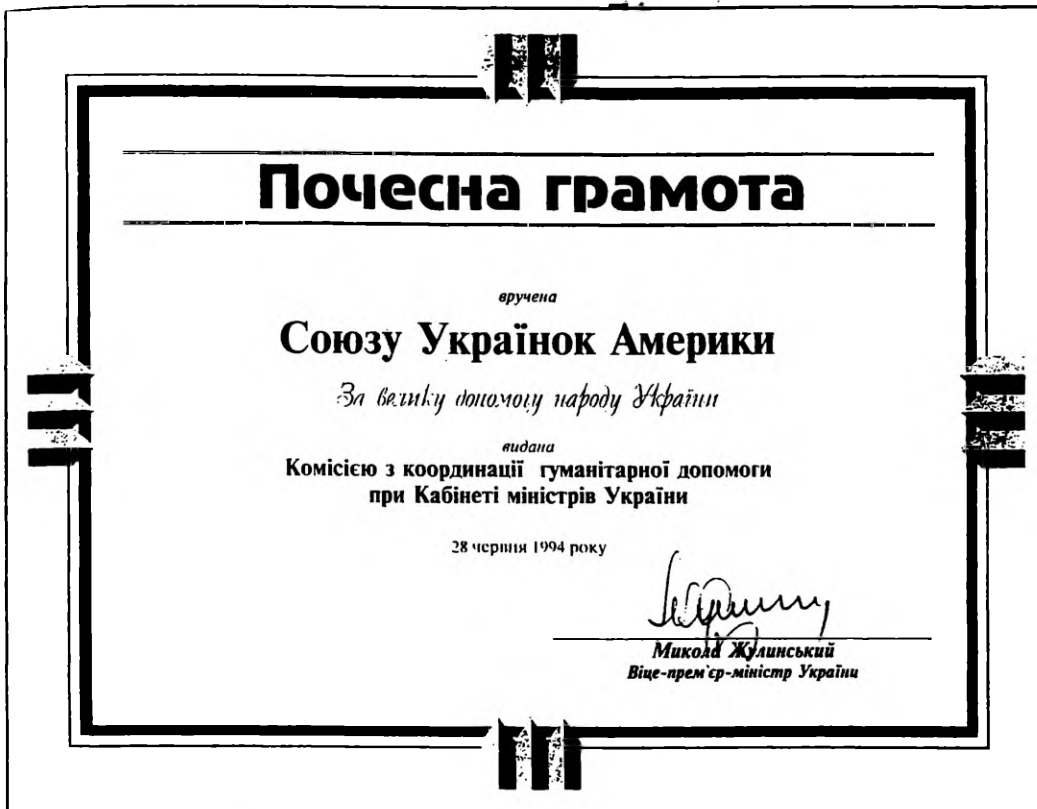 Почесна грамота
вручена
Союзу Українок Америки
За велику допомогу народу України
видана
Комісією з координації гуманітарної допомоги
при Кабінеті міністрів України
28 червня 1994 року
Микола Жулинський
Віце-прем'єр-міністр України